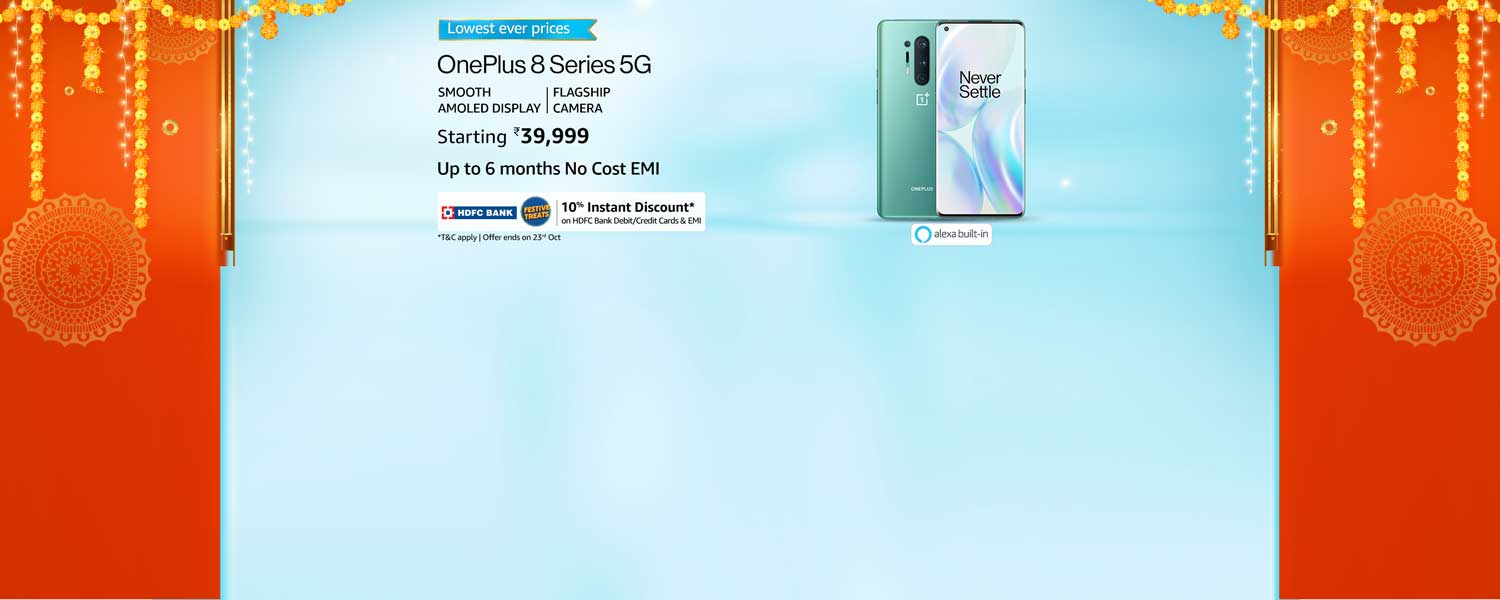 Lowest ever prices
OnePlus 8 Series 5G
SMOOTH
AMOLED DISPLAY
FLAGSHIP
CAMERA
Starting ₹39,999
Up to 6 months No Cost EMI
HDFC BANK
FESTIVE
TREATS
10% Instant Discount*
on HDFC Bank Debit/Credit Cards & EMI
*T&C apply | Offer ends on 23rd Oct
Never
Settle
ONEPLUS
alexa built-in